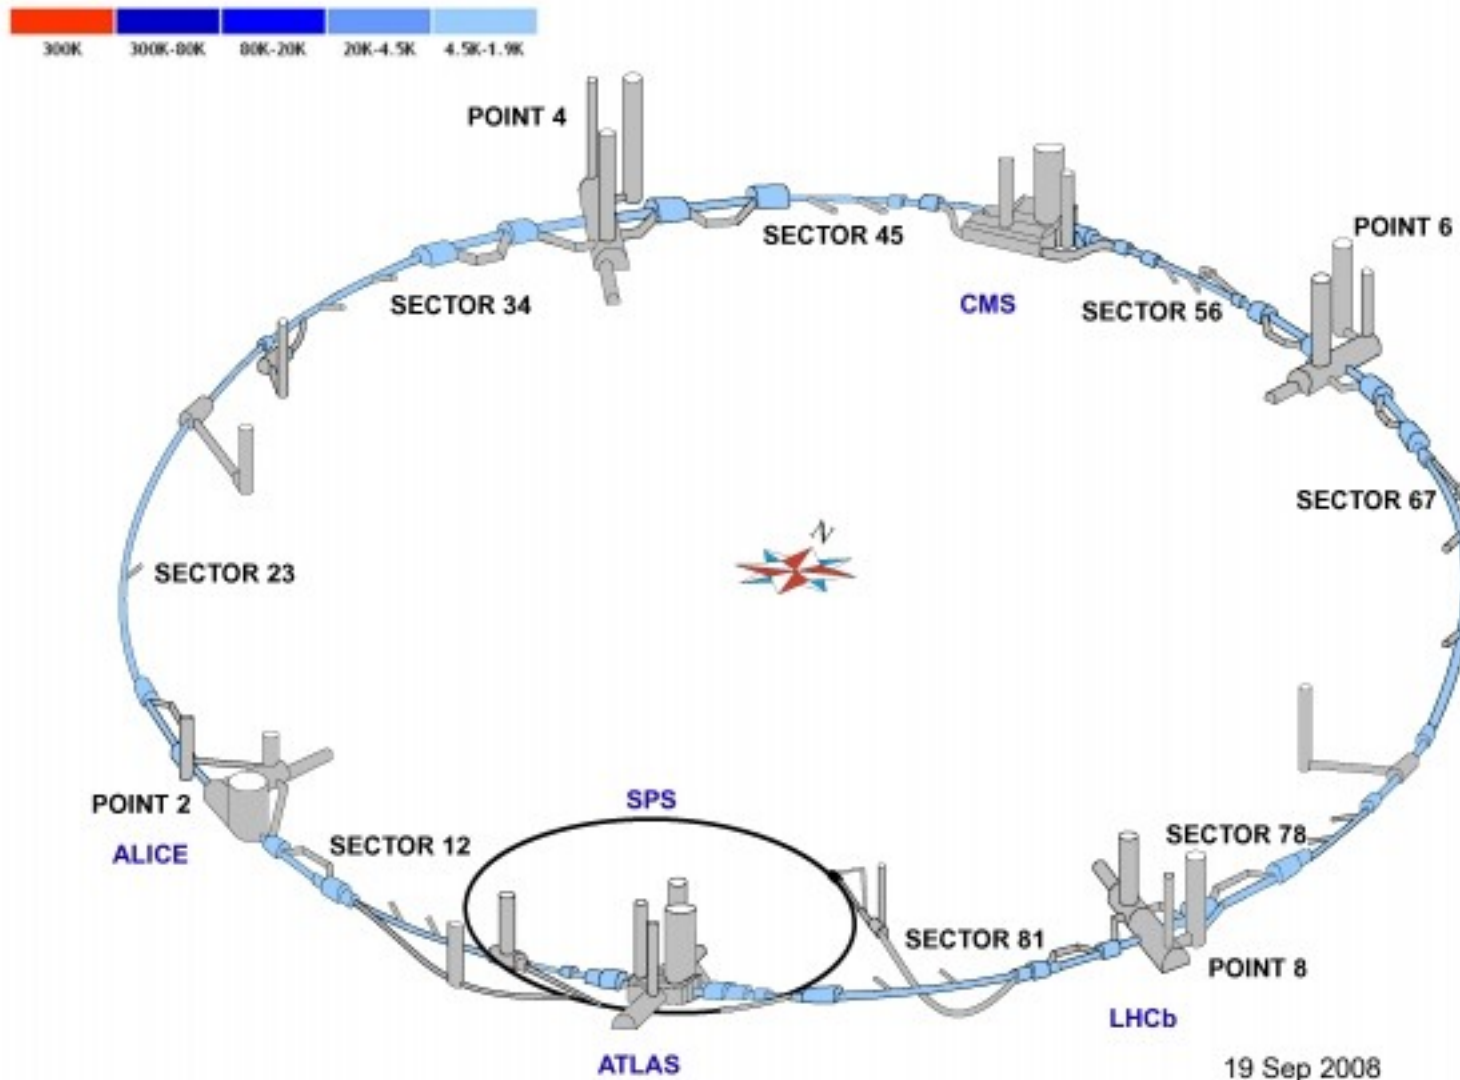 300K 300K-80K 80K-20K 20K-4.5K 4.5K-1.9K
POINT 4
POINT 6
SECTOR 45
SECTOR 34
CMS
SECTOR 56
SECTOR 67
N
SECTOR 23
POINT 2
SPS
ALICE
SECTOR 12
SECTOR 78
SECTOR 81
POINT 8
LHCb
ATLAS
19 Sep 2008